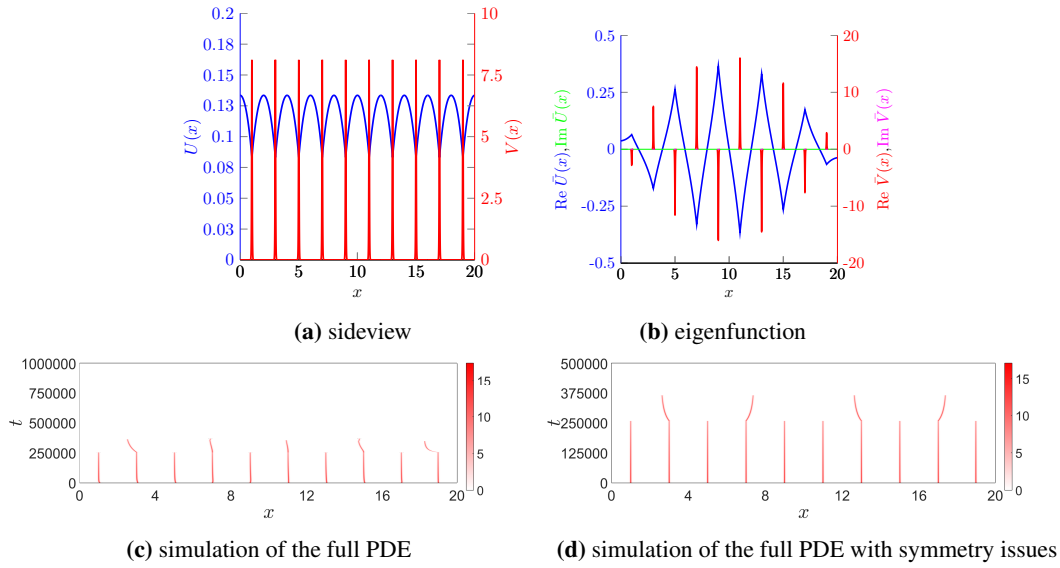 0.2
0.18
0.15
0.13
0.1
0.08
0.05
0.03
0
U(x)
10
7.5
5
2.5
0
V(x)
0 5 10 15 20
x
(a) sideview
0.5
0.25
0
-0.25
-0.5
Re Ū(x),Im Ū(x)
20
10
0
-10
-20
Re V̄(x),Im V̄(x)
0 5 10 15 20
x
(b) eigenfunction
1000000
750000
500000
250000
0
t
15
10
5
0
0 4 8 12 16 20
x
(c) simulation of the full PDE
500000
375000
250000
125000
0
t
15
10
5
0
0 4 8 12 16 20
x
(d) simulation of the full PDE with symmetry issues